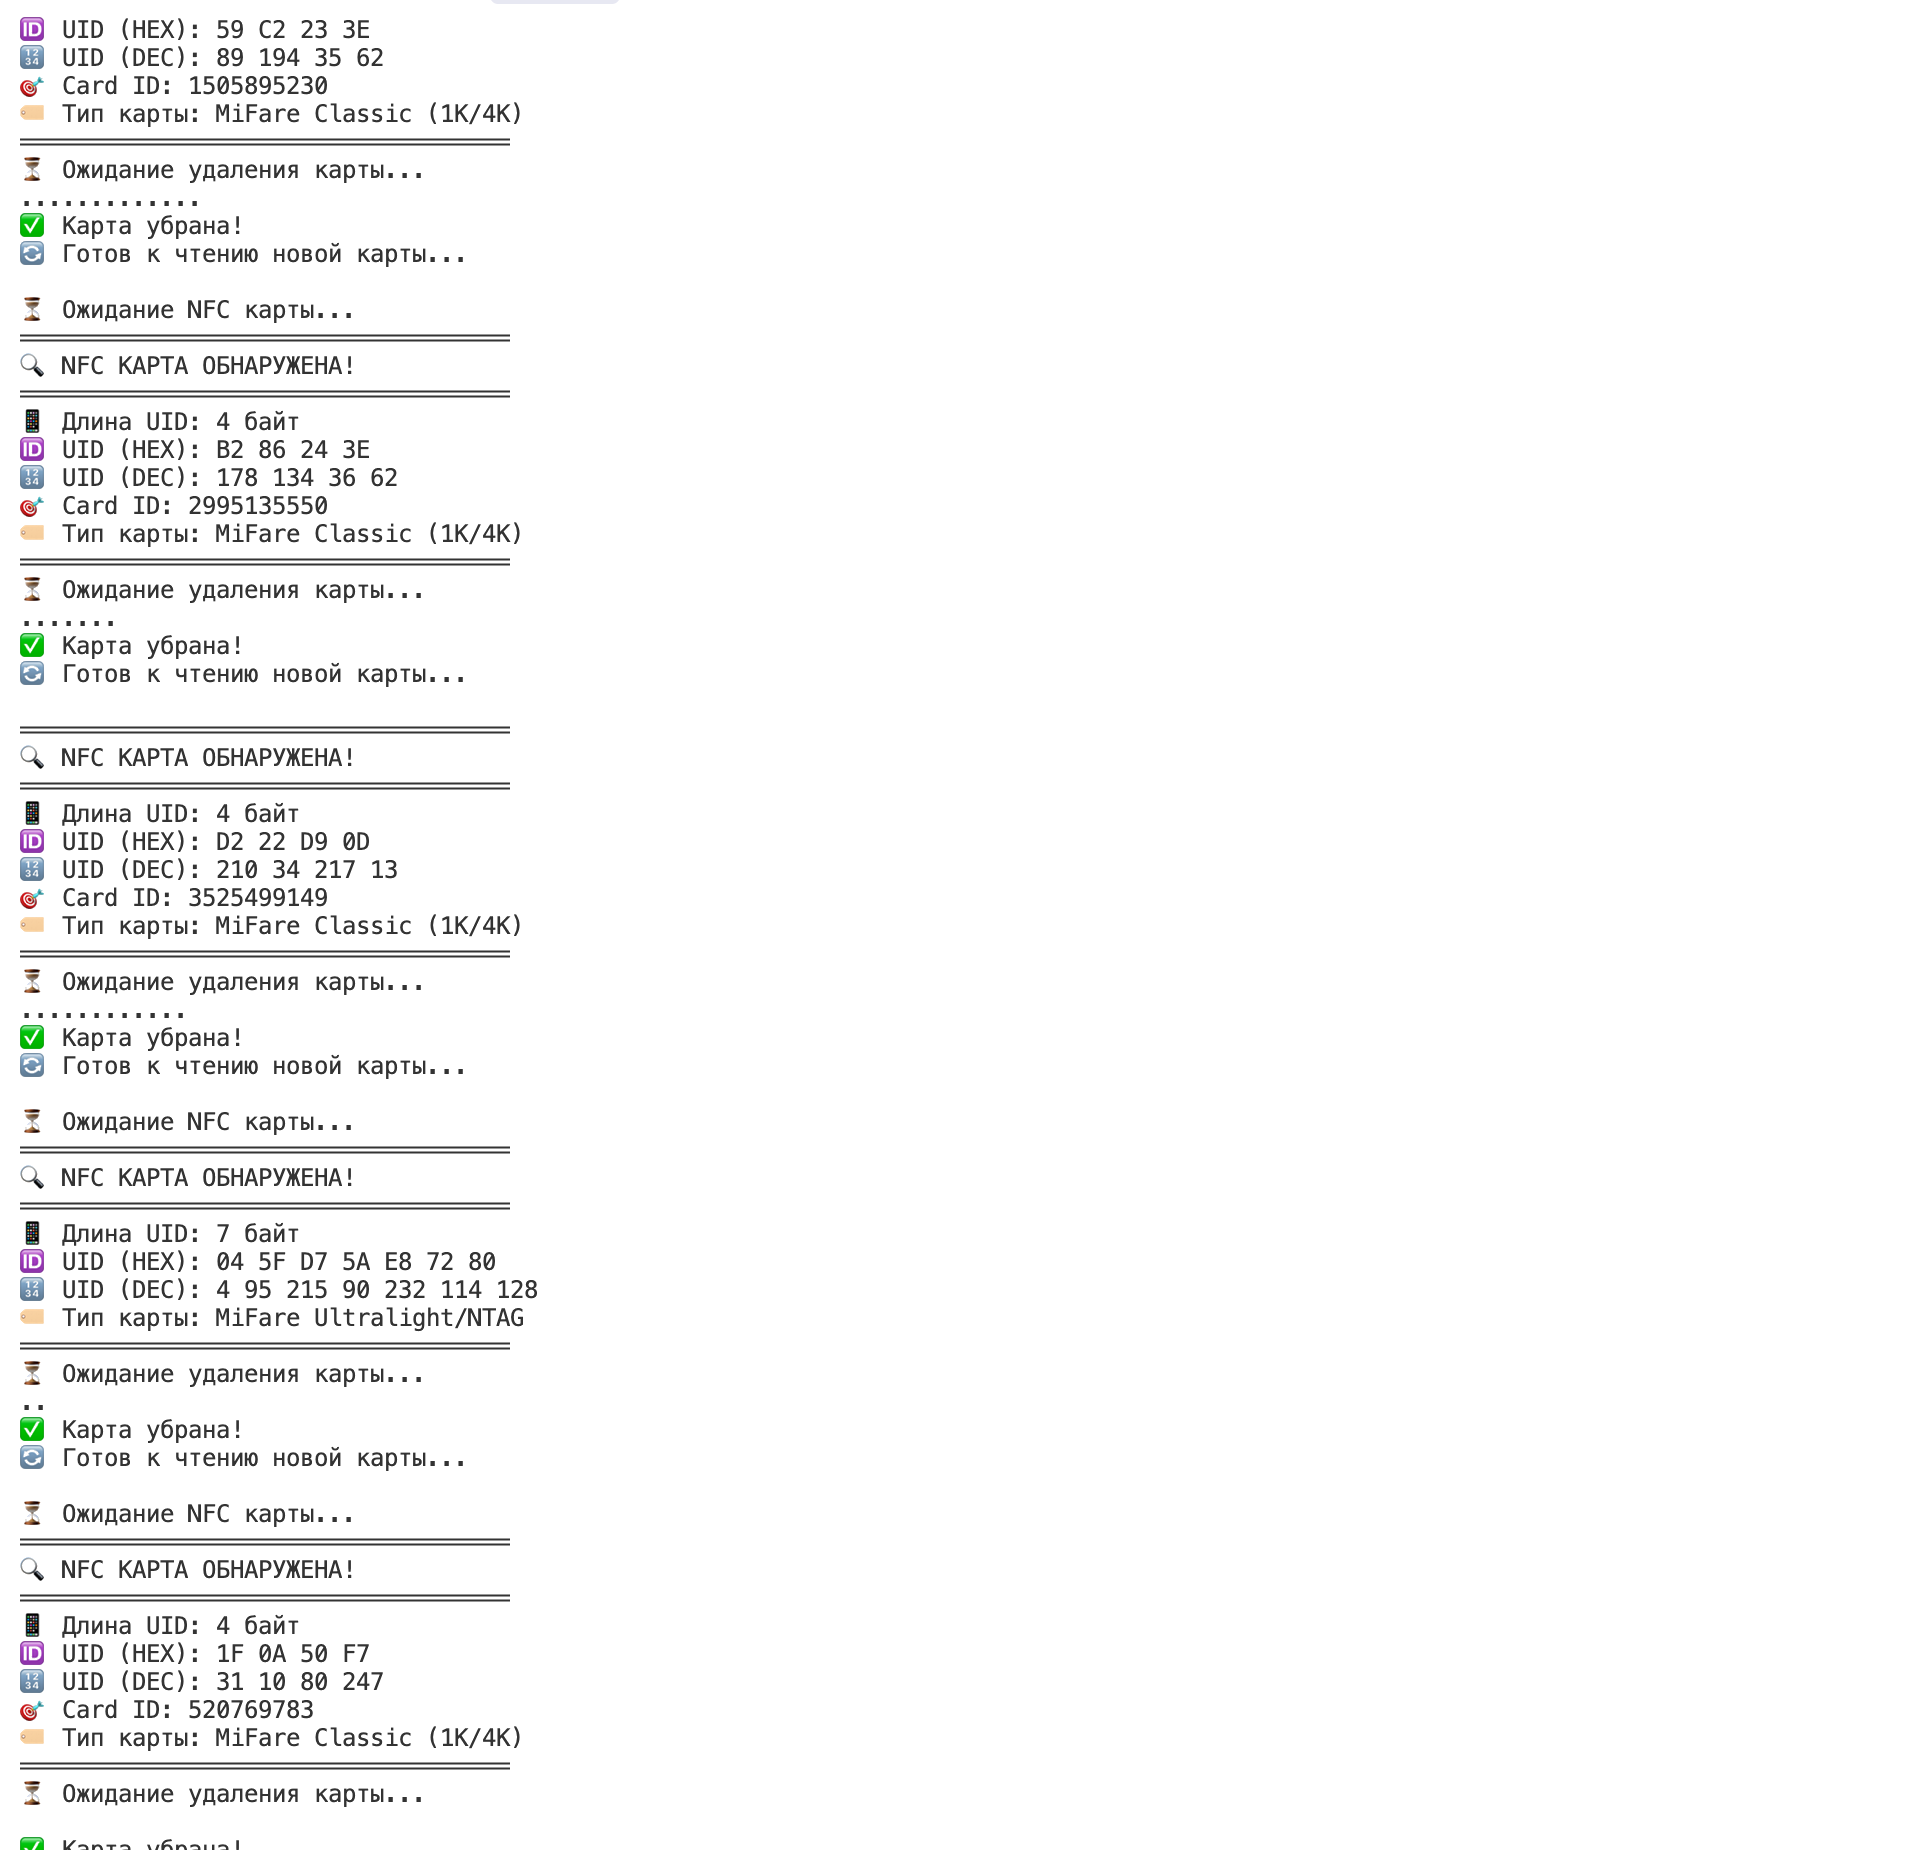 UID (HEX): 59 C2 23 3E
UID (DEC): 89 194 35 62
Card ID: 1505895230
Тип карты: MiFare Classic (1K/4K)
Ожидание удаления карты...
.............
Карта убрана!
Готов к чтению новой карты...
Ожидание NFC карты...
NFC КАРТА ОБНАРУЖЕНА!
Длина UID: 4 байт
UID (HEX): B2 86 24 3E
UID (DEC): 178 134 36 62
Card ID: 2995135550
Тип карты: MiFare Classic (1K/4K)
Ожидание удаления карты...
.......
Карта убрана!
Готов к чтению новой карты...
NFC КАРТА ОБНАРУЖЕНА!
Длина UID: 4 байт
UID (HEX): D2 22 D9 0D
UID (DEC): 210 34 217 13
Card ID: 3525499149
Тип карты: MiFare Classic (1K/4K)
Ожидание удаления карты...
............
Карта убрана!
Готов к чтению новой карты...
Ожидание NFC карты...
NFC КАРТА ОБНАРУЖЕНА!
Длина UID: 7 байт
UID (HEX): 04 5F D7 5A E8 72 80
UID (DEC): 4 95 215 90 232 114 128
Тип карты: MiFare Ultralight/NTAG
Ожидание удаления карты...
..
Карта убрана!
Готов к чтению новой карты...
Ожидание NFC карты...
NFC КАРТА ОБНАРУЖЕНА!
Длина UID: 4 байт
UID (HEX): 1F 0A 50 F7
UID (DEC): 31 10 80 247
Card ID: 520769783
Тип карты: MiFare Classic (1K/4K)
Ожидание удаления карты...
Карта убрана!